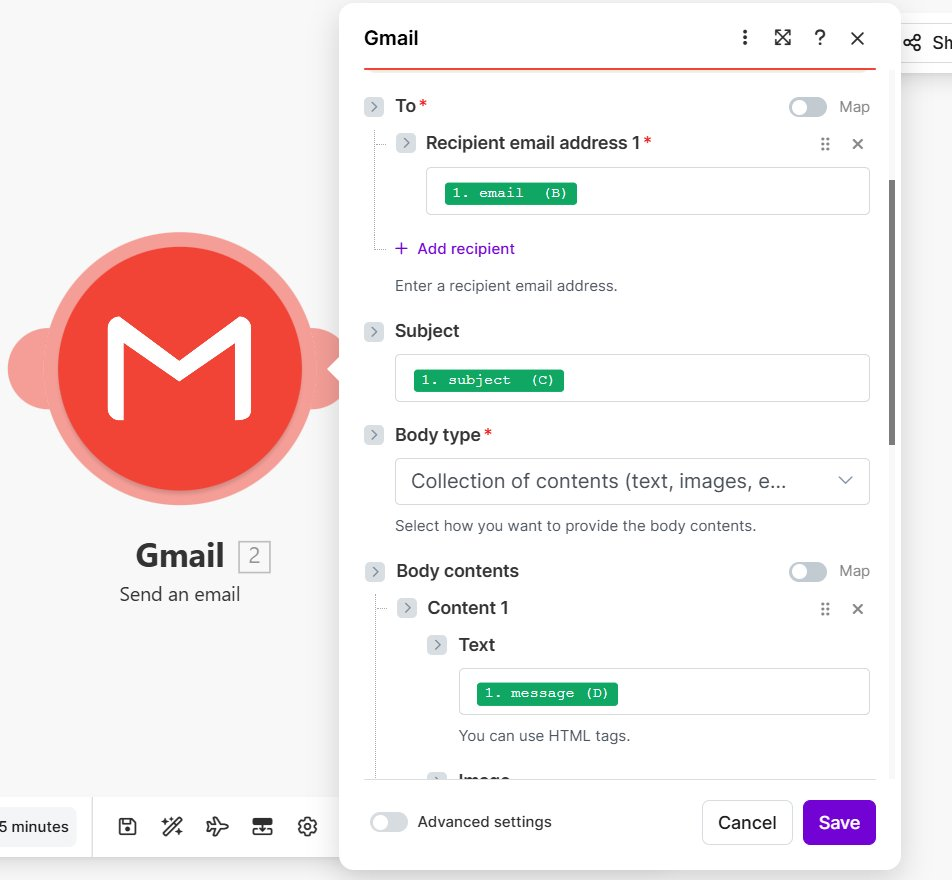 Gmail
Sh
To *
Map
Recipient email address 1 *
1. email (B)
+ Add recipient
Enter a recipient email address.
Subject
1. subject (C)
Body type *
Collection of contents (text, images, e...
Select how you want to provide the body contents.
Body contents
Map
Content 1
Text
1. message (D)
You can use HTML tags.
Image
Gmail 2
Send an email
5 minutes
Advanced settings
Cancel
Save